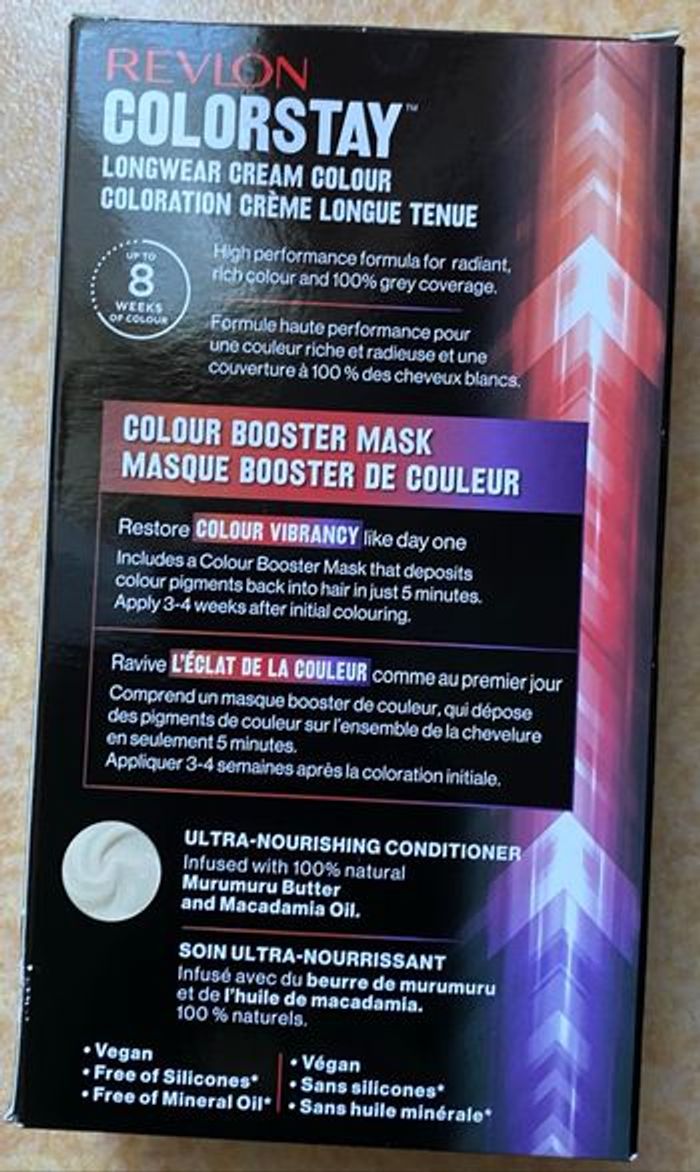 REVLON
COLORSTAY™
LONGWEAR CREAM COLOUR
COLORATION CRÈME LONGUE TENUE
UP TO
8
WEEKS
OF COLOUR
High performance formula for radiant,
rich colour and 100% grey coverage.
Formule haute performance pour
une couleur riche et radieuse et une
couverture à 100 % des cheveux blancs.
COLOUR BOOSTER MASK
MASQUE BOOSTER DE COULEUR
Restore COLOUR VIBRANCY like day one
Includes a Colour Booster Mask that deposits
colour pigments back into hair in just 5 minutes.
Apply 3-4 weeks after initial colouring.
Ravive L'ÉCLAT DE LA COULEUR comme au premier jour
Comprend un masque booster de couleur, qui dépose
des pigments de couleur sur l'ensemble de la chevelure
en seulement 5 minutes.
Appliquer 3-4 semaines après la coloration initiale.
ULTRA-NOURISHING CONDITIONER
Infused with 100% natural
Murumuru Butter
and Macadamia Oil.
SOIN ULTRA-NOURRISSANT
Infusé avec du beurre de murumuru
et de l'huile de macadamia.
100 % naturels.
• Vegan
• Free of Silicones*
• Free of Mineral Oil*
• Végan
• Sans silicones*
• Sans huile minérale*